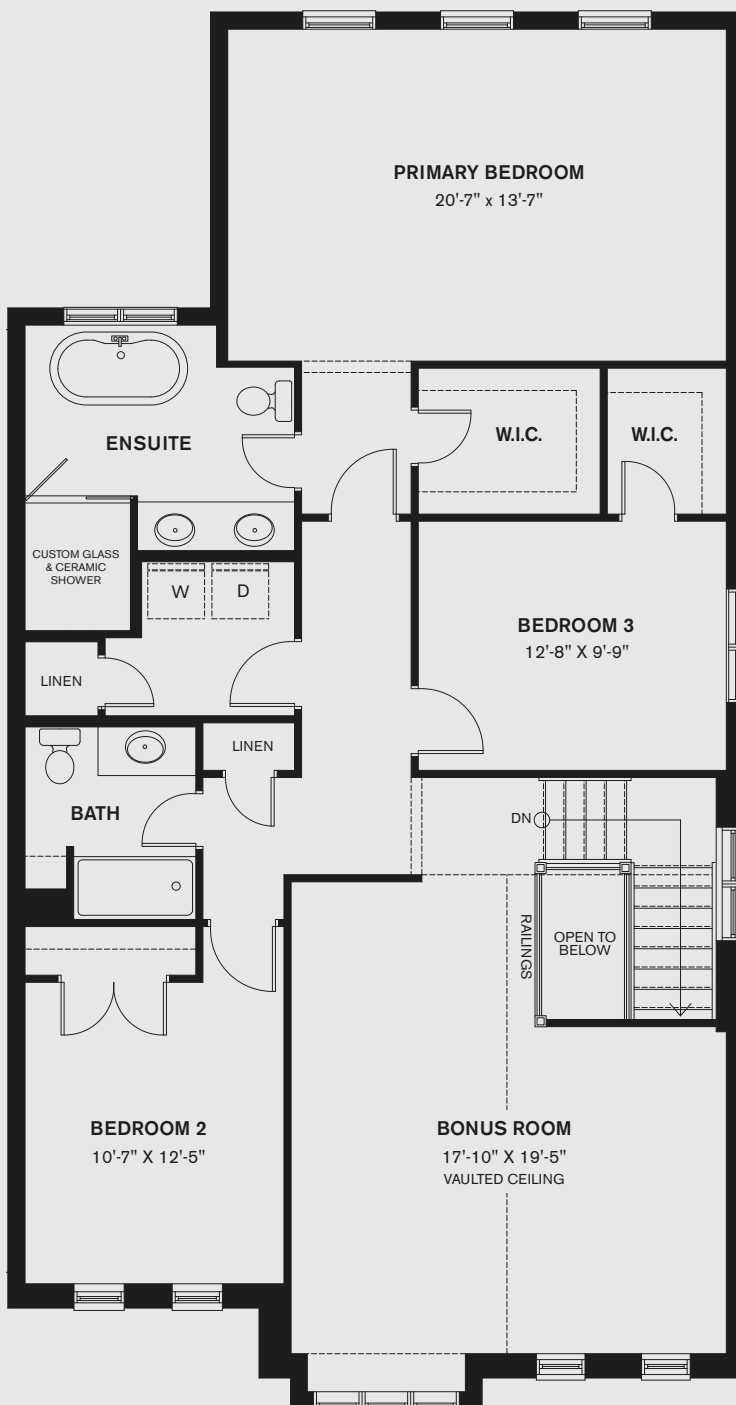 PRIMARY BEDROOM
20'-7" x 13'-7"
ENSUITE
W.I.C.
W.I.C.
CUSTOM GLASS
& CERAMIC
SHOWER
W
D
BEDROOM 3
12'-8" X 9'-9"
LINEN
LINEN
BATH
DN
RAILINGS
OPEN TO
BELOW
BEDROOM 2
10'-7" X 12'-5"
BONUS ROOM
17'-10" X 19'-5"
VAULTED CEILING